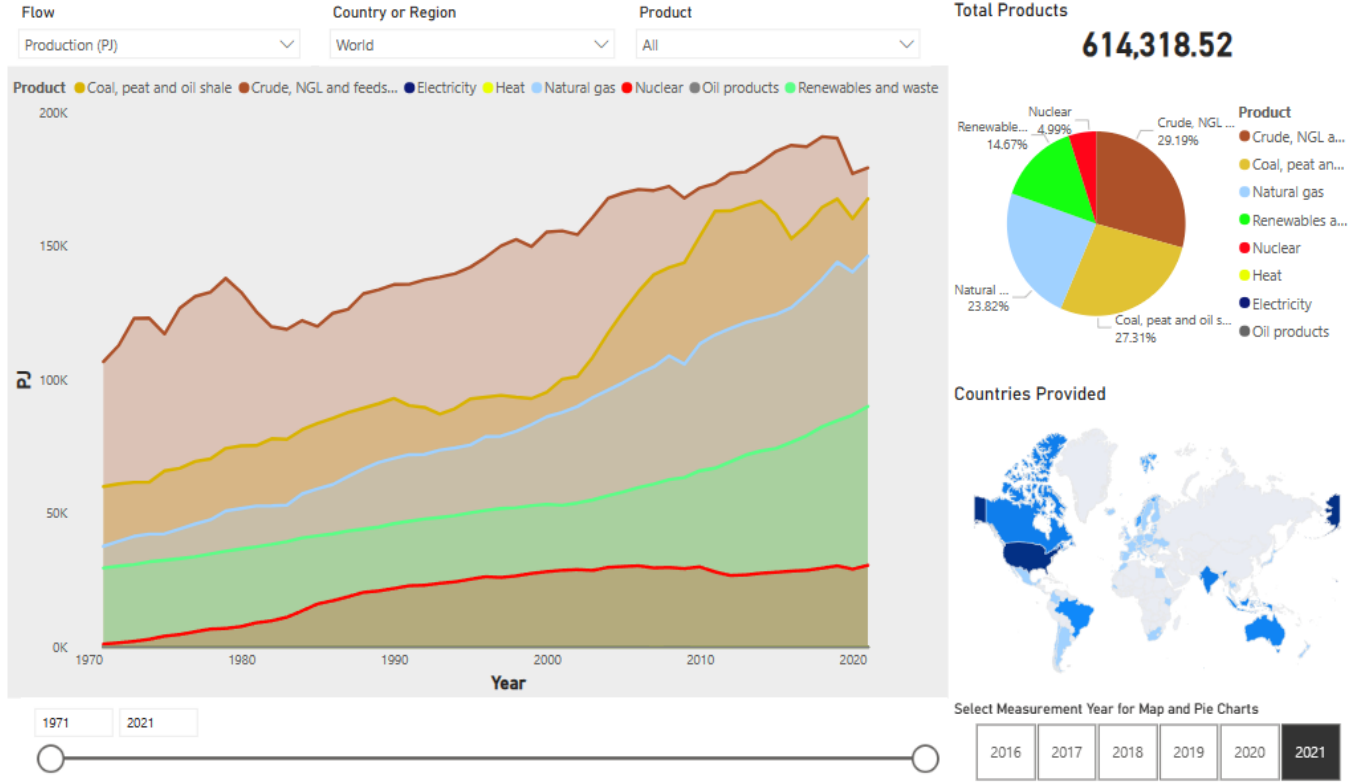 Flow
Country or Region
Product
Production (PJ)
World
All
Product Coal, peat and oil shale Crude, NGL and feeds... Electricity Heat Natural gas Nuclear Oil products Renewables and waste
200K
150K
100K
50K
0K
PJ
1970 1980 1990 2000 2010 2020
Year
1971 2021
Total Products
614,318.52
Nuclear
4.99%
Renewable...
14.67%
Crude, NGL ...
29.19%
Natural ...
23.82%
Coal, peat and oil s...
27.31%
Product
Crude, NGL a...
Coal, peat an...
Natural gas
Renewables a...
Nuclear
Heat
Electricity
Oil products
Countries Provided
Select Measurement Year for Map and Pie Charts
2016 2017 2018 2019 2020 2021